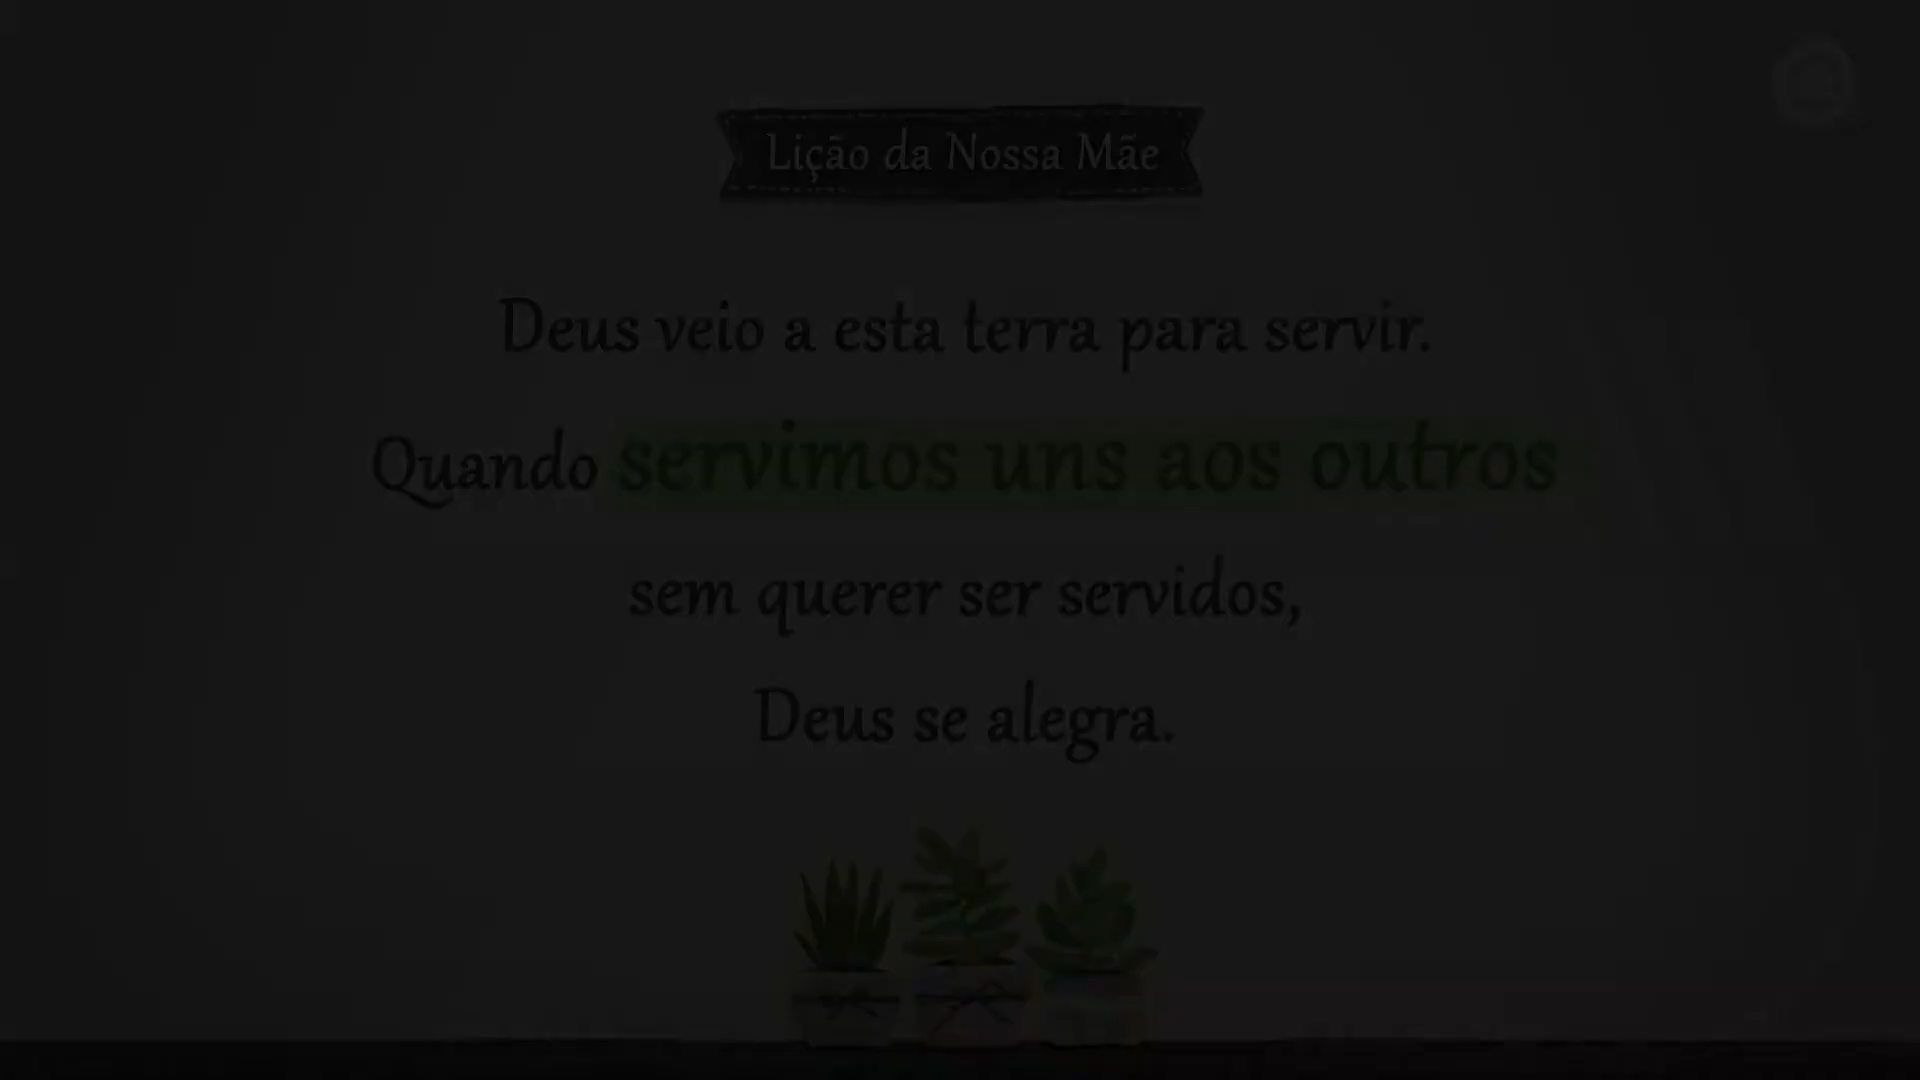 Lição da Nossa Mãe
Deus veio a esta terra para servir.
Quando servimos uns aos outros
sem querer ser servidos,
Deus se alegra.